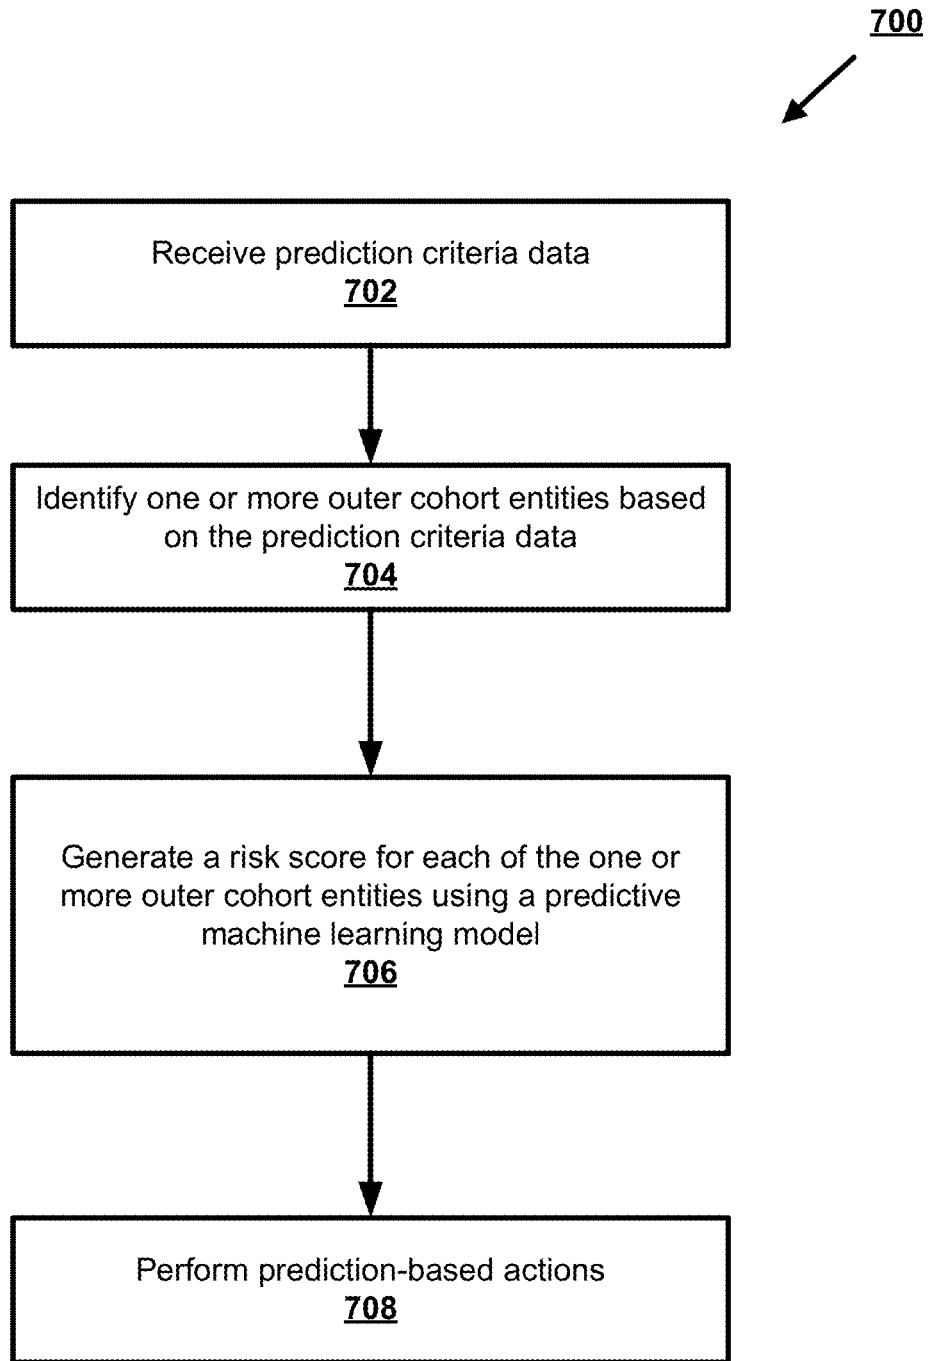 700
Receive prediction criteria data
702
Identify one or more outer cohort entities based
on the prediction criteria data
704
Generate a risk score for each of the one or
more outer cohort entities using a predictive
machine learning model
706
Perform prediction-based actions
708